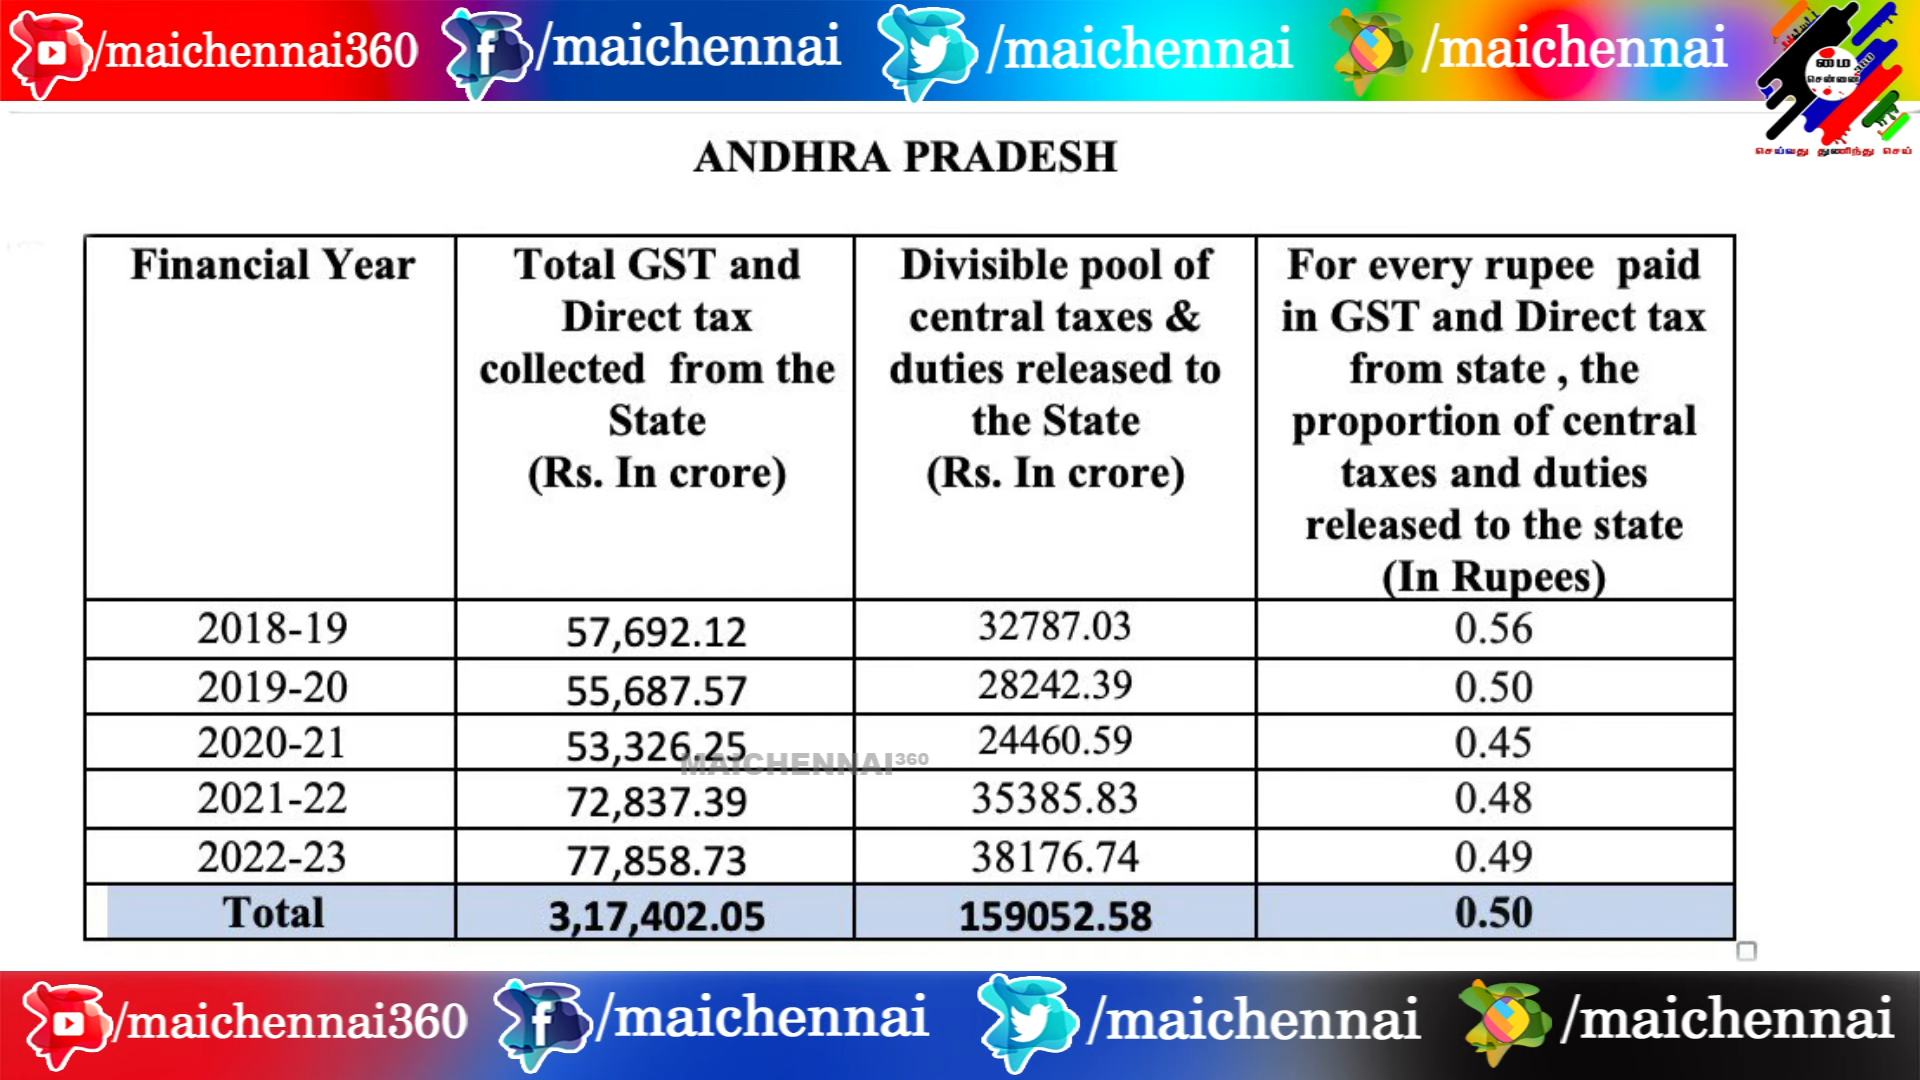 /maichennai360 /maichennai /maichennai /maichennai
மை
சென்னை360
செய்வது துணிந்து செய்
ANDHRA PRADESH
Financial Year
Total GST and
Direct tax
collected from the
State
(Rs. In crore)
Divisible pool of
central taxes &
duties released to
the State
(Rs. In crore)
For every rupee paid
in GST and Direct tax
from state , the
proportion of central
taxes and duties
released to the state
(In Rupees)
2018-19 57,692.12 32787.03 0.56
2019-20 55,687.57 28242.39 0.50
2020-21 53,326.25 24460.59 0.45
MAICHENNAI360
2021-22 72,837.39 35385.83 0.48
2022-23 77,858.73 38176.74 0.49
Total 3,17,402.05 159052.58 0.50
/maichennai360 /maichennai /maichennai /maichennai